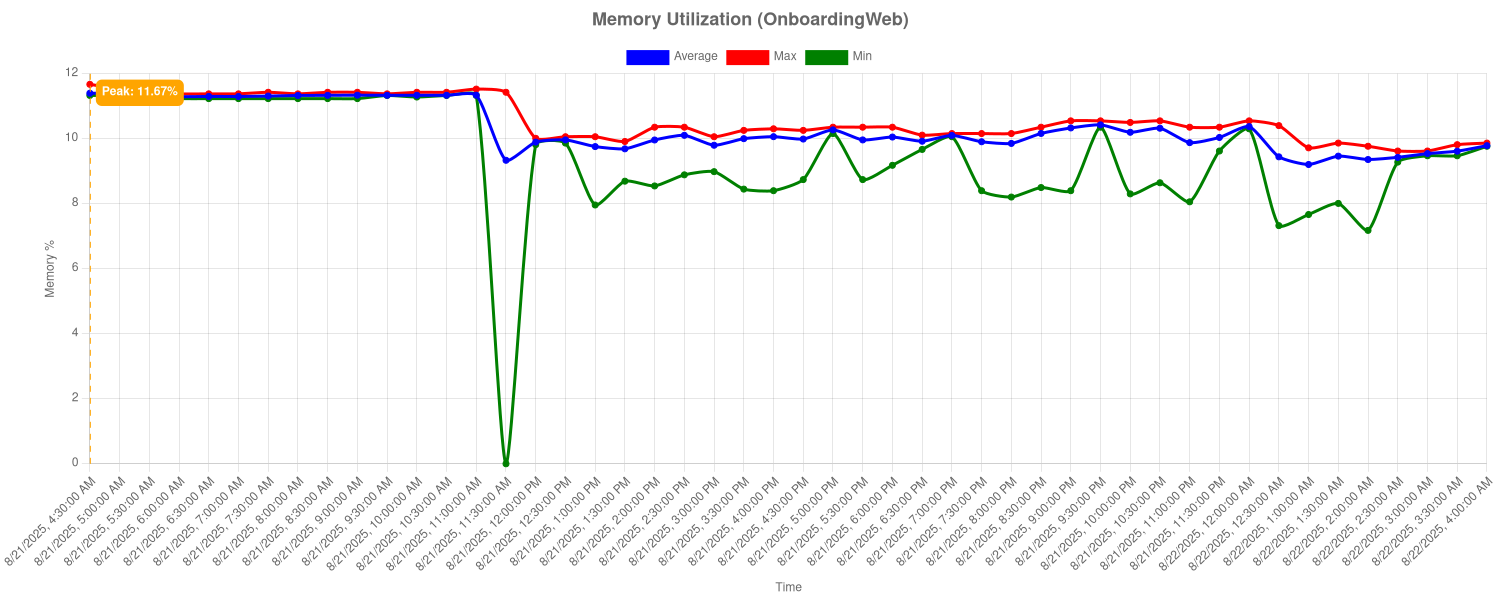 Memory Utilization (OnboardingWeb)
Average Max Min
12
Peak: 11.67%
10
8
6
4
2
0
Memory %
8/21/2025, 4:30:00 AM
8/21/2025, 5:00:00 AM
8/21/2025, 5:30:00 AM
8/21/2025, 6:00:00 AM
8/21/2025, 6:30:00 AM
8/21/2025, 7:00:00 AM
8/21/2025, 7:30:00 AM
8/21/2025, 8:00:00 AM
8/21/2025, 8:30:00 AM
8/21/2025, 9:00:00 AM
8/21/2025, 9:30:00 AM
8/21/2025, 10:00:00 AM
8/21/2025, 10:30:00 AM
8/21/2025, 11:00:00 AM
8/21/2025, 11:30:00 AM
8/21/2025, 12:00:00 PM
8/21/2025, 12:30:00 PM
8/21/2025, 1:00:00 PM
8/21/2025, 1:30:00 PM
8/21/2025, 2:00:00 PM
8/21/2025, 2:30:00 PM
8/21/2025, 3:00:00 PM
8/21/2025, 3:30:00 PM
8/21/2025, 4:00:00 PM
8/21/2025, 4:30:00 PM
8/21/2025, 5:00:00 PM
8/21/2025, 5:30:00 PM
8/21/2025, 6:00:00 PM
8/21/2025, 6:30:00 PM
8/21/2025, 7:00:00 PM
8/21/2025, 7:30:00 PM
8/21/2025, 8:00:00 PM
8/21/2025, 8:30:00 PM
8/21/2025, 9:00:00 PM
8/21/2025, 9:30:00 PM
8/21/2025, 10:00:00 PM
8/21/2025, 10:30:00 PM
8/21/2025, 11:00:00 PM
8/21/2025, 11:30:00 PM
8/22/2025, 12:00:00 AM
8/22/2025, 12:30:00 AM
8/22/2025, 1:00:00 AM
8/22/2025, 1:30:00 AM
8/22/2025, 2:00:00 AM
8/22/2025, 2:30:00 AM
8/22/2025, 3:00:00 AM
8/22/2025, 3:30:00 AM
8/22/2025, 4:00:00 AM
Time